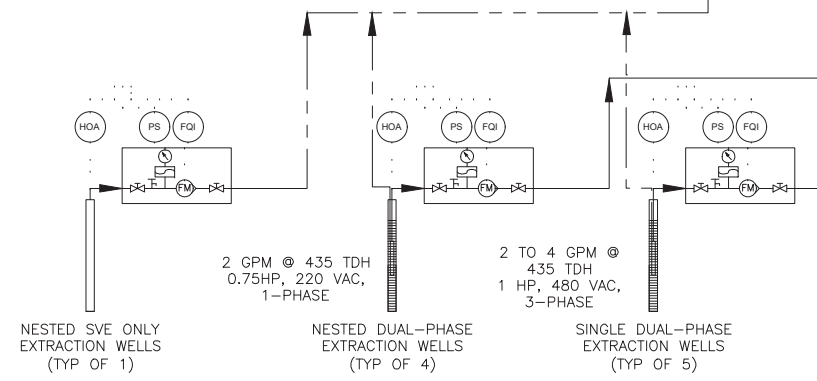 HOA PS FQI HOA PS FQI HOA PS FQI
FM FM FM
2 GPM @ 435 TDH
0.75HP, 220 VAC,
1-PHASE
2 TO 4 GPM @
435 TDH
1 HP, 480 VAC,
3-PHASE
NESTED SVE ONLY
EXTRACTION WELLS
(TYP OF 1)
NESTED DUAL-PHASE
EXTRACTION WELLS
(TYP OF 4)
SINGLE DUAL-PHASE
EXTRACTION WELLS
(TYP OF 5)